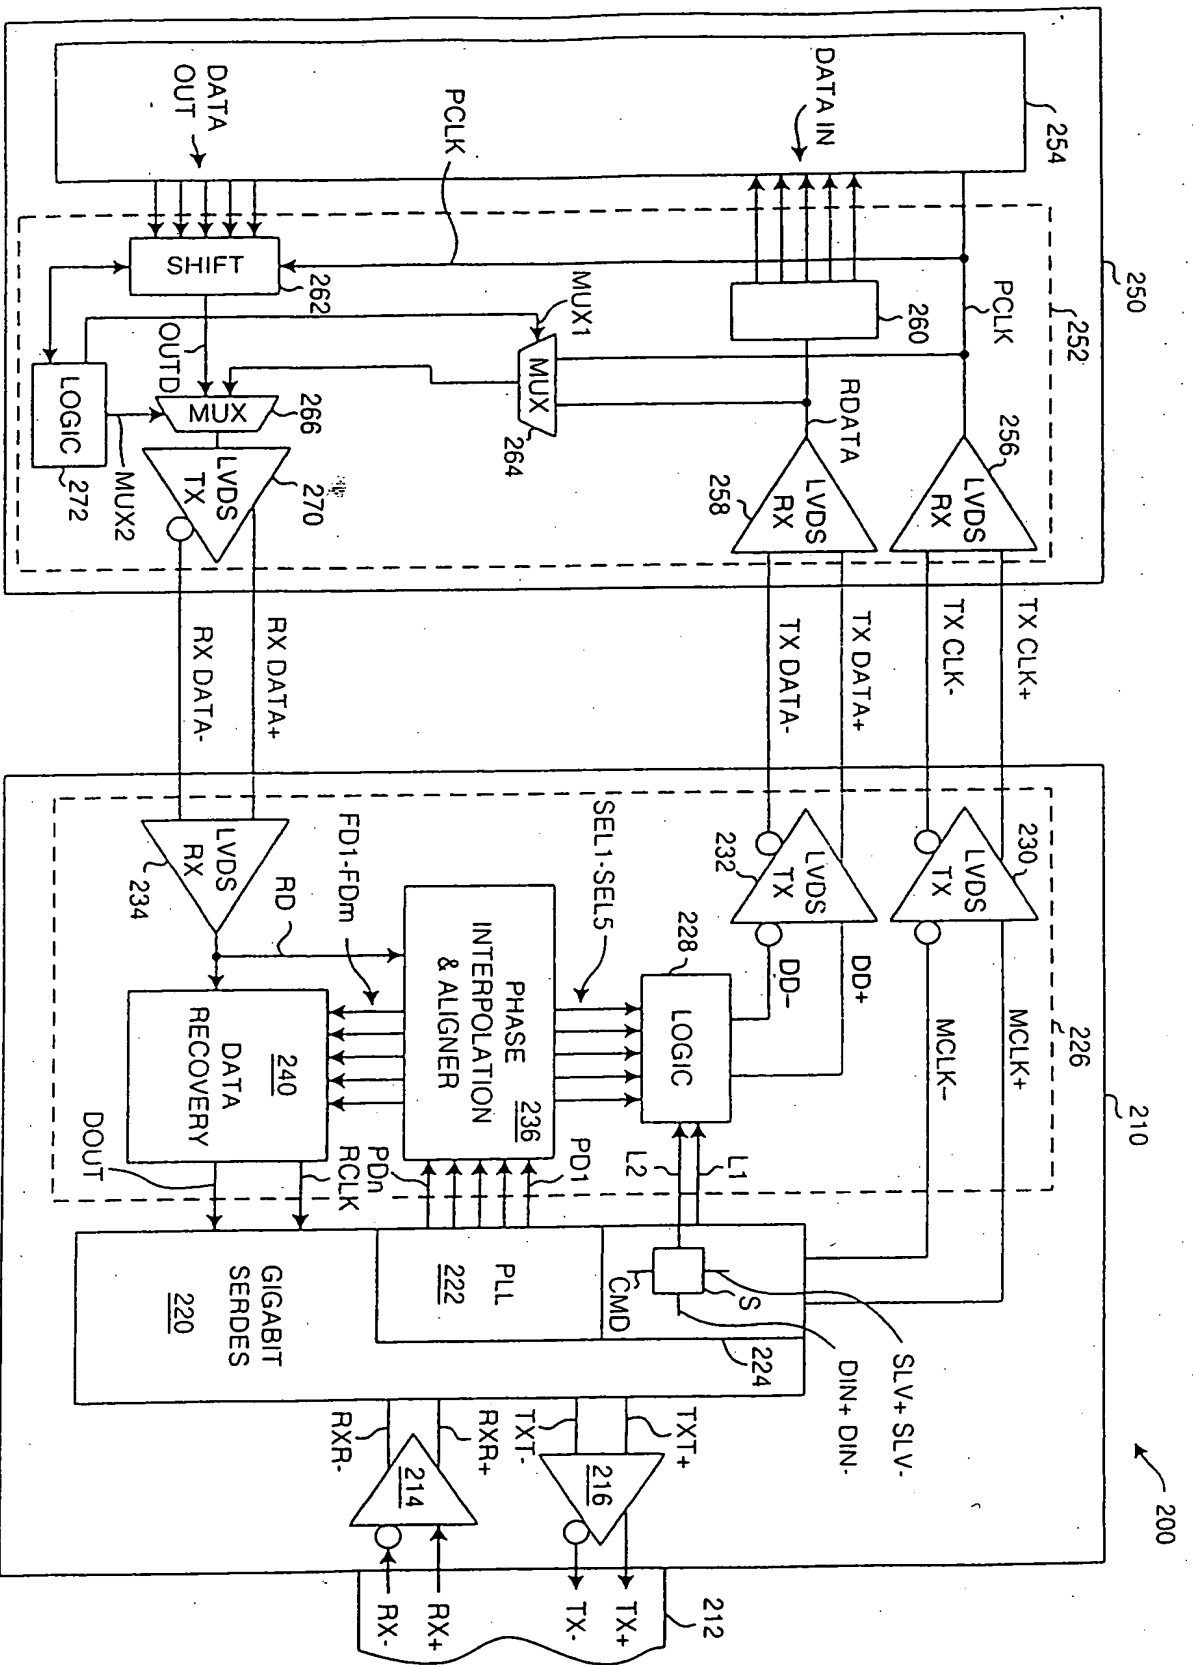 200
250
254
DATA IN
DATA
OUT
PCLK
252
PCLK
260
SHIFT
262
MUX1
MUX
264
RDATA
256
LVDS
RX
258
LVDS
RX
OUTD
MUX
266
LOGIC
272
MUX2
LVDS
TX
270
TX CLK+
TX CLK-
TX DATA+
TX DATA-
RX DATA+
RX DATA-
210
226
230
LVDS
TX
232
LVDS
TX
234
LVDS
RX
MCLK+
MCLK-
DD+
DD-
228
LOGIC
SEL1-SEL5
FD1-FDm
RD
PHASE
INTERPOLATION
& ALIGNER
236
DATA
RECOVERY
240
L1
L2
PD1
PDn
RCLK
DOUT
S
CMD
224
PLL
222
GIGABIT
SERDES
220
SLV+ SLV-
DIN+ DIN-
TXT+
TXT-
RXR+
RXR-
216
214
TX+
TX-
RX+
RX-
212